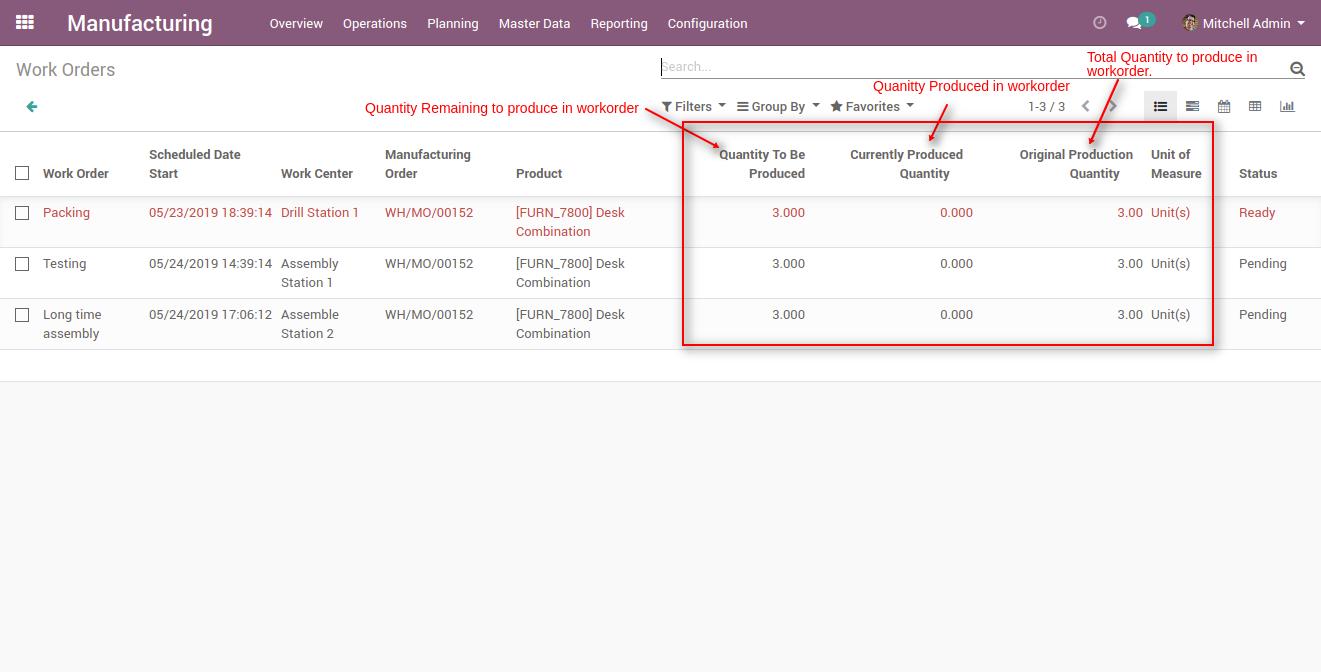 Manufacturing Overview Operations Planning Master Data Reporting Configuration 1 Mitchell Admin
Work Orders
Search...
Total Quantity to produce in
workorder.
Quanitty Produced in workorder
Quantity Remaining to produce in workorder
Filters Group By Favorites 1-3 / 3
Scheduled Date Manufacturing Quantity To Be Currently Produced Original Production Unit of
Work Order Start Work Center Order Product Produced Quantity Quantity Measure Status
Packing 05/23/2019 18:39:14 Drill Station 1 WH/MO/00152 [FURN_7800] Desk 3.000 0.000 3.00 Unit(s) Ready
Combination
Testing 05/24/2019 14:39:14 Assembly WH/MO/00152 [FURN_7800] Desk 3.000 0.000 3.00 Unit(s) Pending
Station 1 Combination
Long time 05/24/2019 17:06:12 Assemble WH/MO/00152 [FURN_7800] Desk 3.000 0.000 3.00 Unit(s) Pending
assembly Station 2 Combination